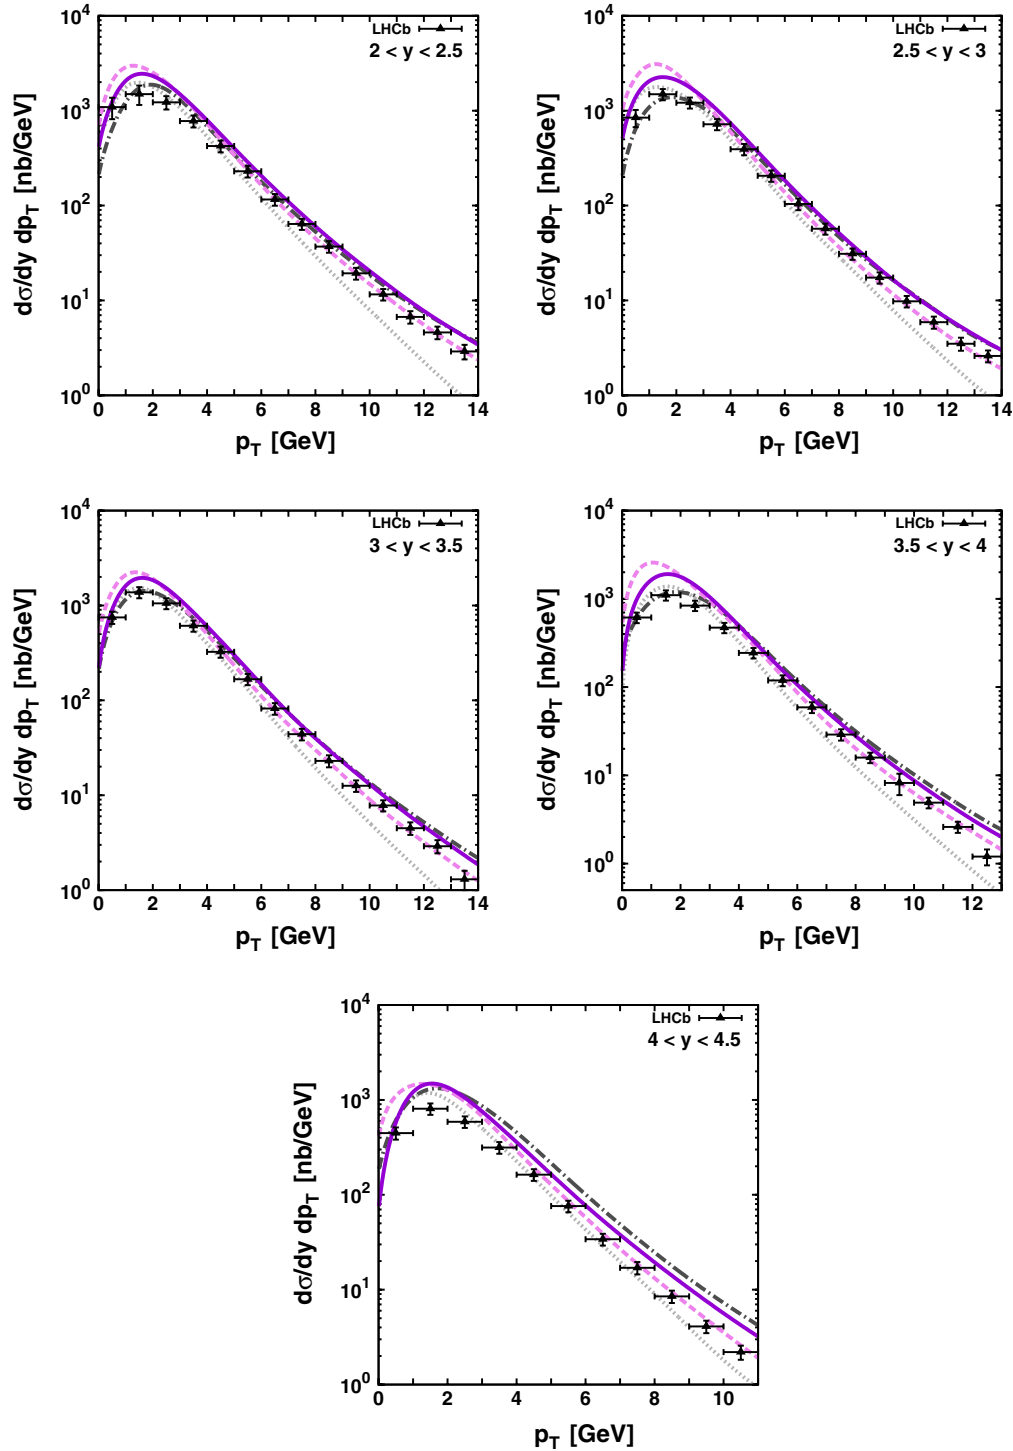 10^4
10^3
10^2
10^1
10^0
dσ/dy dp_T [nb/GeV]
LHCb
2 < y < 2.5
0 2 4 6 8 10 12 14
p_T [GeV]
10^4
10^3
10^2
10^1
10^0
dσ/dy dp_T [nb/GeV]
LHCb
2.5 < y < 3
0 2 4 6 8 10 12 14
p_T [GeV]
10^4
10^3
10^2
10^1
10^0
dσ/dy dp_T [nb/GeV]
LHCb
3 < y < 3.5
0 2 4 6 8 10 12 14
p_T [GeV]
10^4
10^3
10^2
10^1
10^0
dσ/dy dp_T [nb/GeV]
LHCb
3.5 < y < 4
0 2 4 6 8 10 12
p_T [GeV]
10^4
10^3
10^2
10^1
10^0
dσ/dy dp_T [nb/GeV]
LHCb
4 < y < 4.5
0 2 4 6 8 10
p_T [GeV]